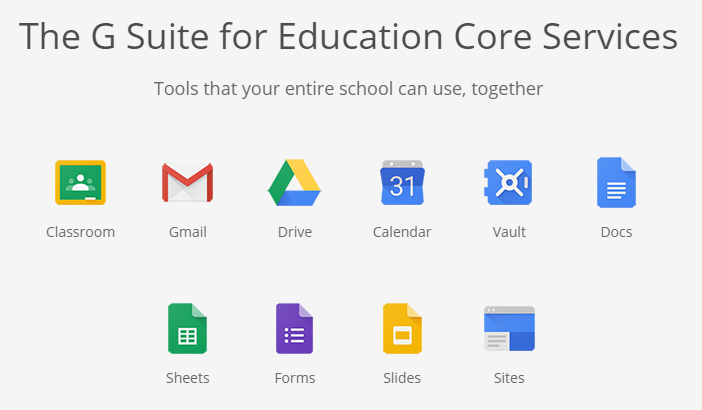 The G Suite for Education Core Services
Tools that your entire school can use, together
31
Classroom Gmail Drive Calendar Vault Docs
Sheets Forms Slides Sites